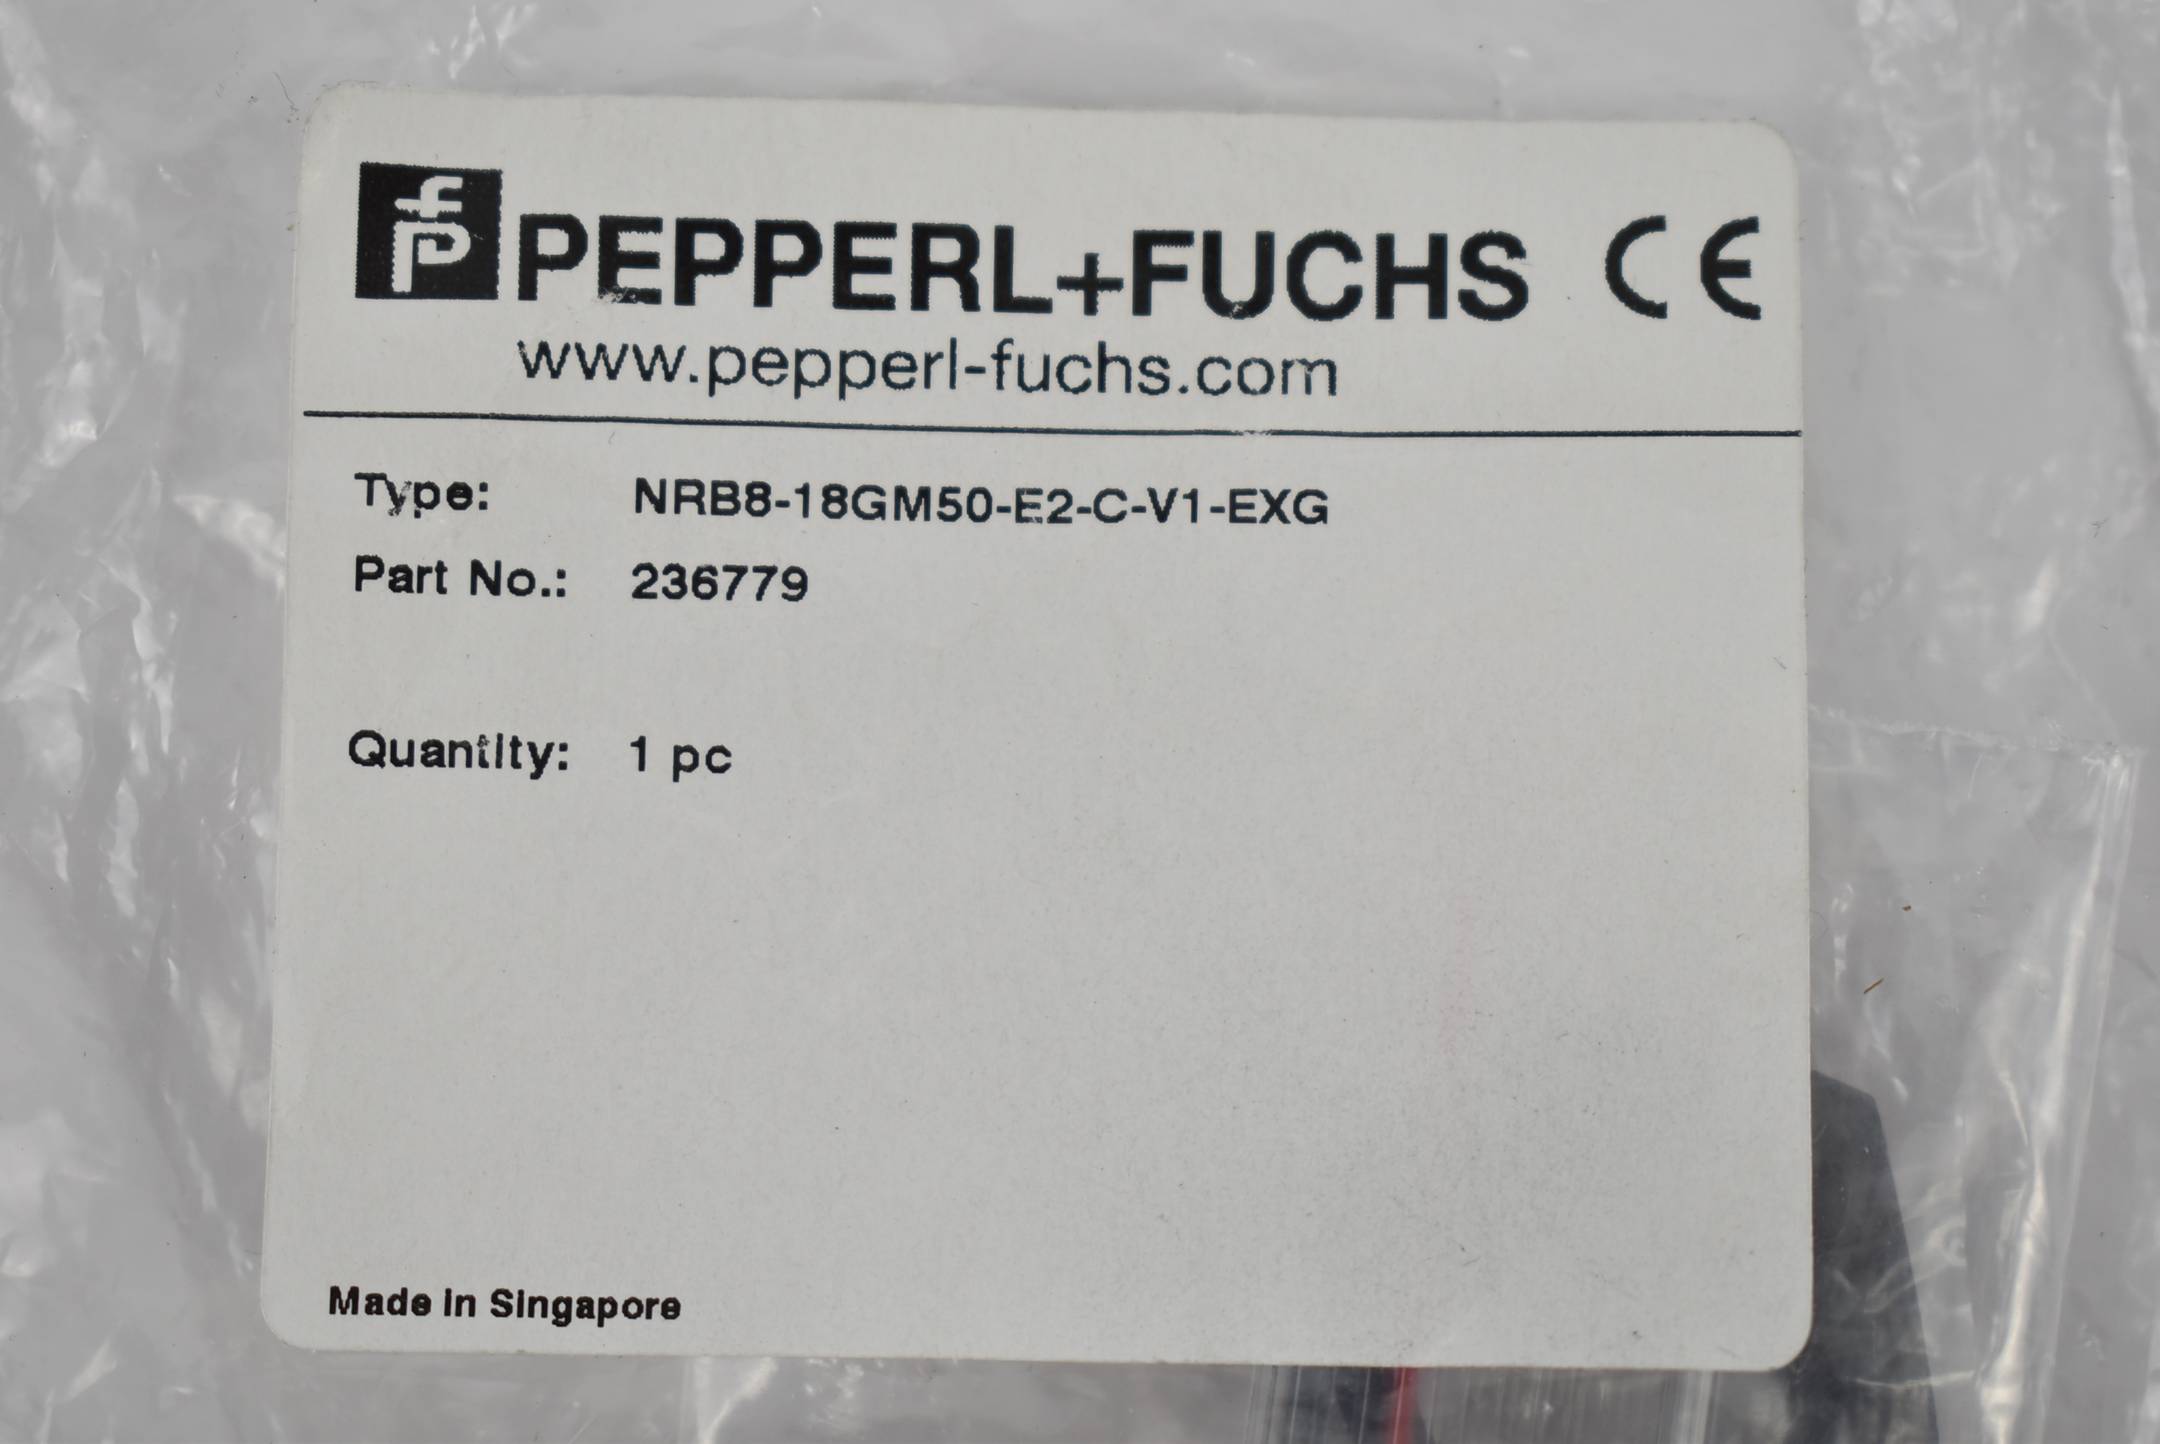 fp PEPPERL+FUCHS CE
www.pepperl-fuchs.com
Type: NRB8-18GM50-E2-C-V1-EXG
Part No.: 236779
Quantity: 1 pc
Made in Singapore